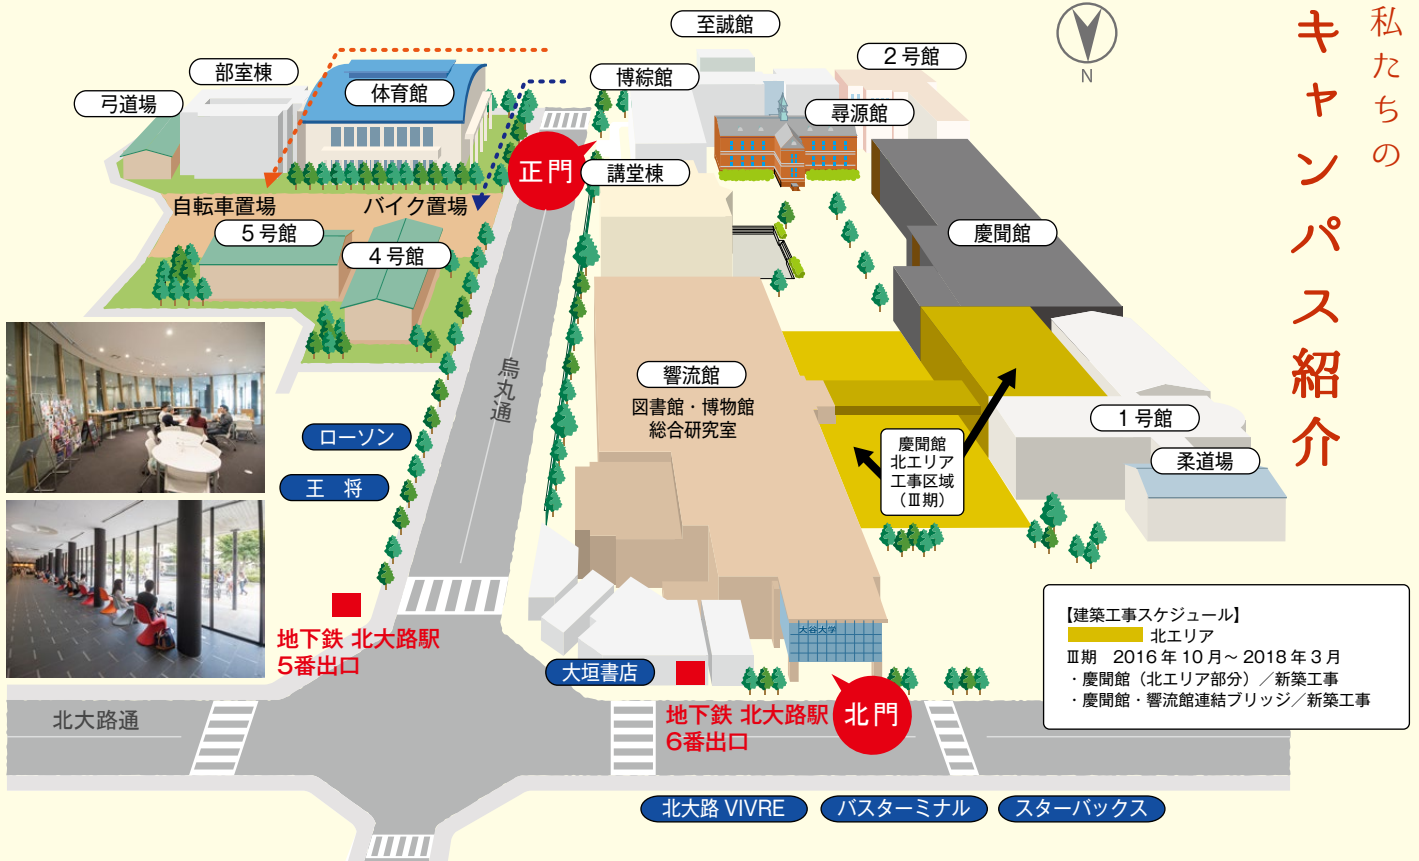 私たちの
キャンパス紹介
N
至誠館
2号館
博綜館
尋源館
部室棟
体育館
弓道場
正門
講堂棟
自転車置場
バイク置場
5号館
4号館
慶聞館
烏丸通
響流館
図書館・博物館
総合研究室
慶聞館
北エリア
工事区域
(Ⅲ期)
1号館
柔道場
ローソン
王 将
地下鉄 北大路駅
5番出口
大垣書店
大谷大学
地下鉄 北大路駅
6番出口
北門
北大路通
北大路 VIVRE
バスターミナル
スターバックス
【建築工事スケジュール】
北エリア
Ⅲ期 2016年10月~2018年3月
・慶聞館(北エリア部分)/新築工事
・慶聞館・響流館連結ブリッジ/新築工事